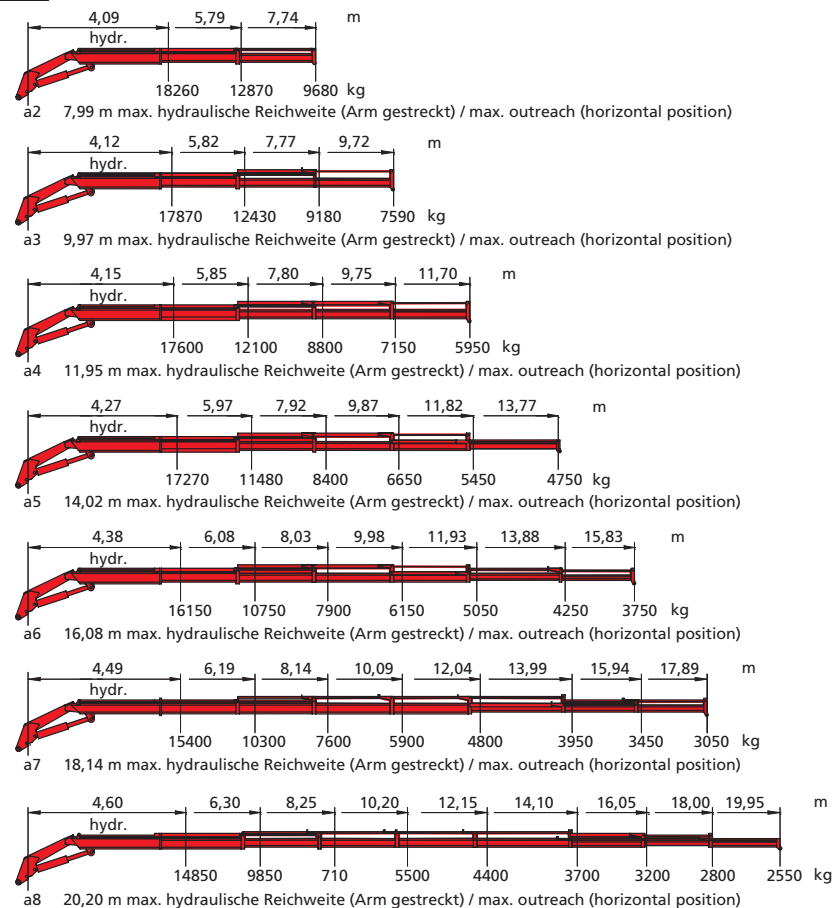 4,09 5,79 7,74 m
hydr.
18260 12870 9680 kg
a2 7,99 m max. hydraulische Reichweite (Arm gestreckt) / max. outreach (horizontal position)
4,12 5,82 7,77 9,72 m
hydr.
17870 12430 9180 7590 kg
a3 9,97 m max. hydraulische Reichweite (Arm gestreckt) / max. outreach (horizontal position)
4,15 5,85 7,80 9,75 11,70 m
hydr.
17600 12100 8800 7150 5950 kg
a4 11,95 m max. hydraulische Reichweite (Arm gestreckt) / max. outreach (horizontal position)
4,27 5,97 7,92 9,87 11,82 13,77 m
hydr.
17270 11480 8400 6650 5450 4750 kg
a5 14,02 m max. hydraulische Reichweite (Arm gestreckt) / max. outreach (horizontal position)
4,38 6,08 8,03 9,98 11,93 13,88 15,83 m
hydr.
16150 10750 7900 6150 5050 4250 3750 kg
a6 16,08 m max. hydraulische Reichweite (Arm gestreckt) / max. outreach (horizontal position)
4,49 6,19 8,14 10,09 12,04 13,99 15,94 17,89 m
hydr.
15400 10300 7600 5900 4800 3950 3450 3050 kg
a7 18,14 m max. hydraulische Reichweite (Arm gestreckt) / max. outreach (horizontal position)
4,60 6,30 8,25 10,20 12,15 14,10 16,05 18,00 19,95 m
hydr.
14850 9850 710 5500 4400 3700 3200 2800 2550 kg
a8 20,20 m max. hydraulische Reichweite (Arm gestreckt) / max. outreach (horizontal position)